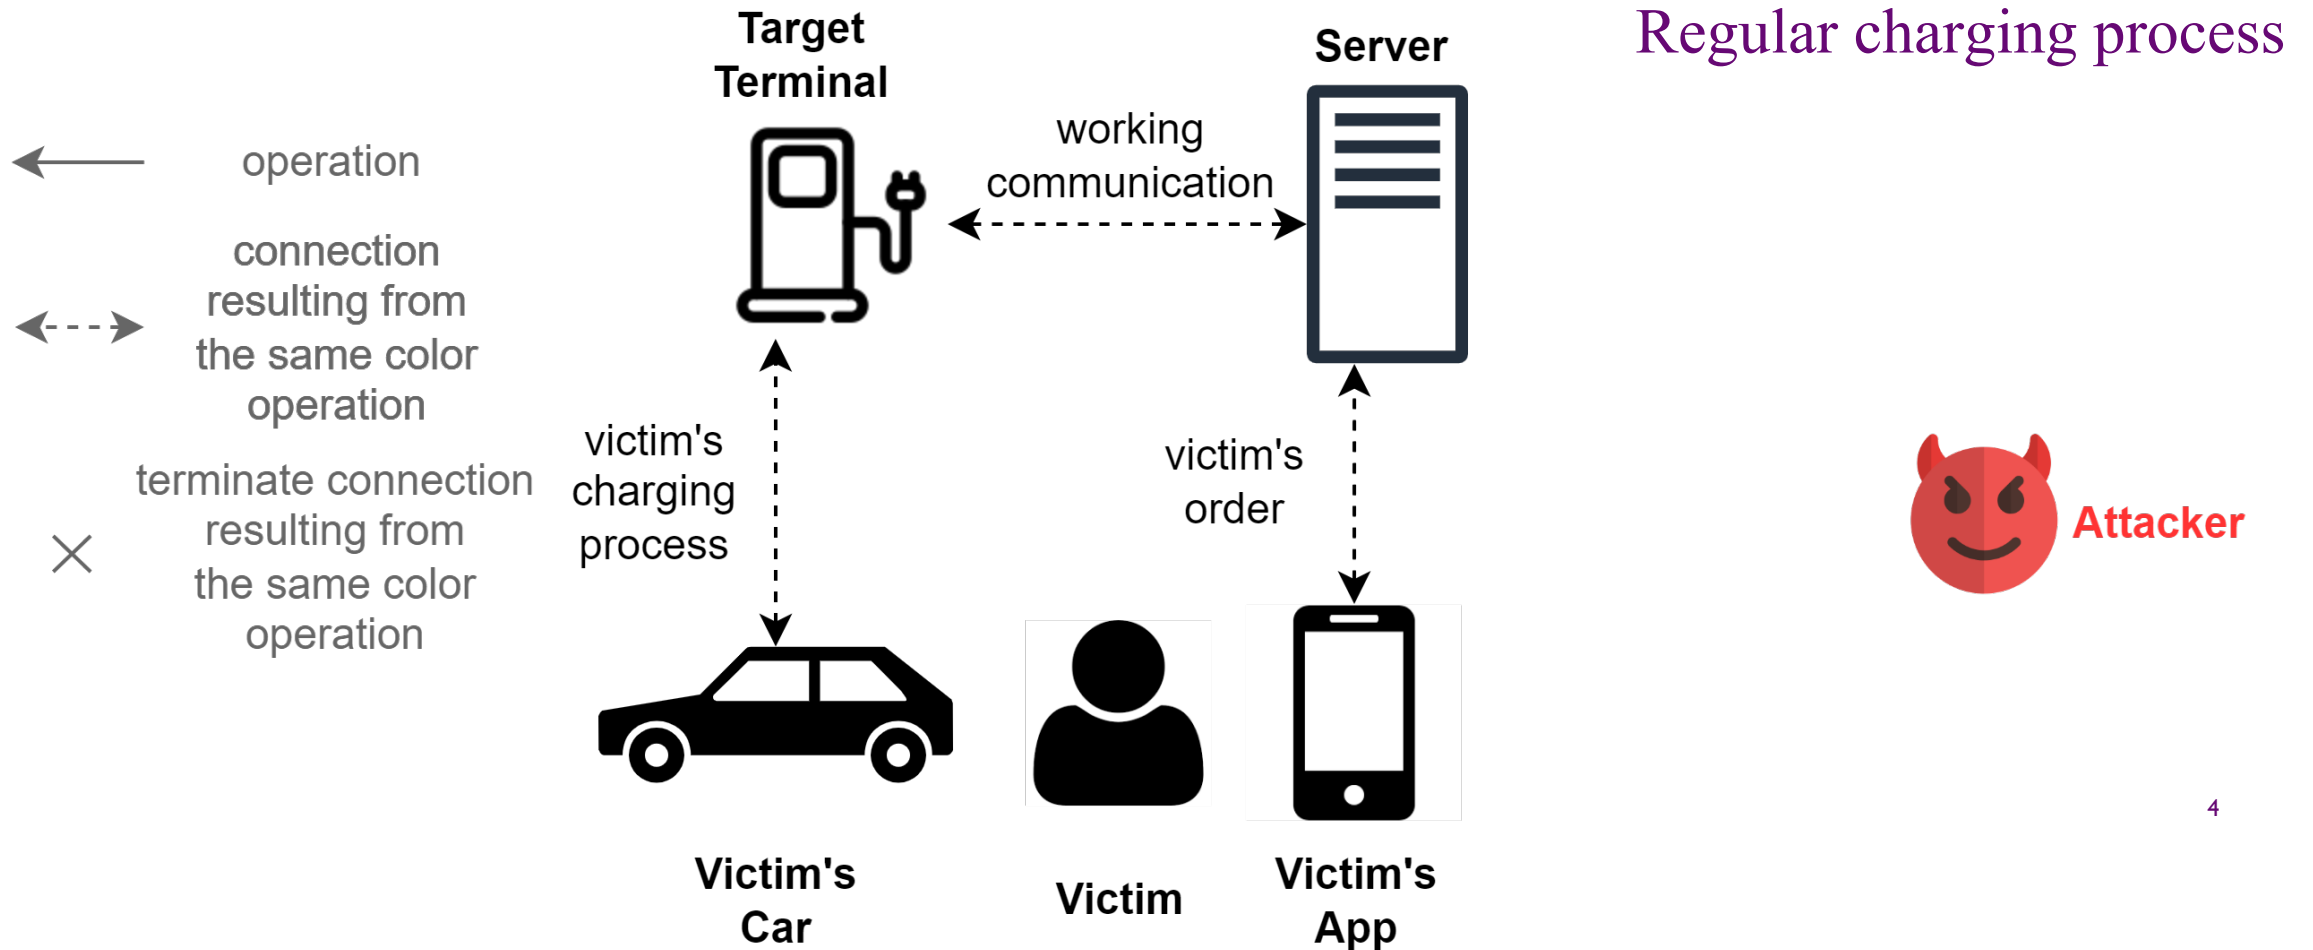 Regular charging process
Target
Terminal
Server
working
communication
operation
connection
resulting from
the same color
operation
terminate connection
resulting from
the same color
operation
victim's
charging
process
victim's
order
Attacker
4
Victim's
Car
Victim
Victim's
App